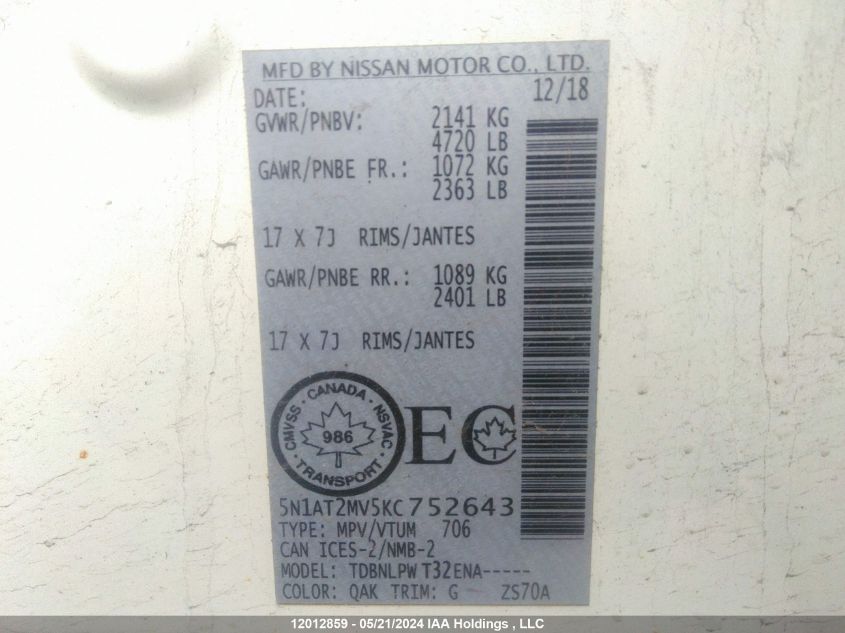 MFD BY NISSAN MOTOR CO., LTD.
DATE: 12/18
GVWR/PNBV: 2141 KG
4720 LB
GAWR/PNBE FR.: 1072 KG
2363 LB
17 X 7J RIMS/JANTES
GAWR/PNBE RR.: 1089 KG
2401 LB
17 X 7J RIMS/JANTES
CMVSS · CANADA · NSVAC · TRANSPORT ·
986
EC
5N1AT2MV5KC752643
TYPE: MPV/VTUM 706
CAN ICES-2/NMB-2
MODEL: TDBNLPW T32ENA-----
COLOR: QAK TRIM: G ZS70A
12012859 - 05/21/2024 IAA Holdings , LLC